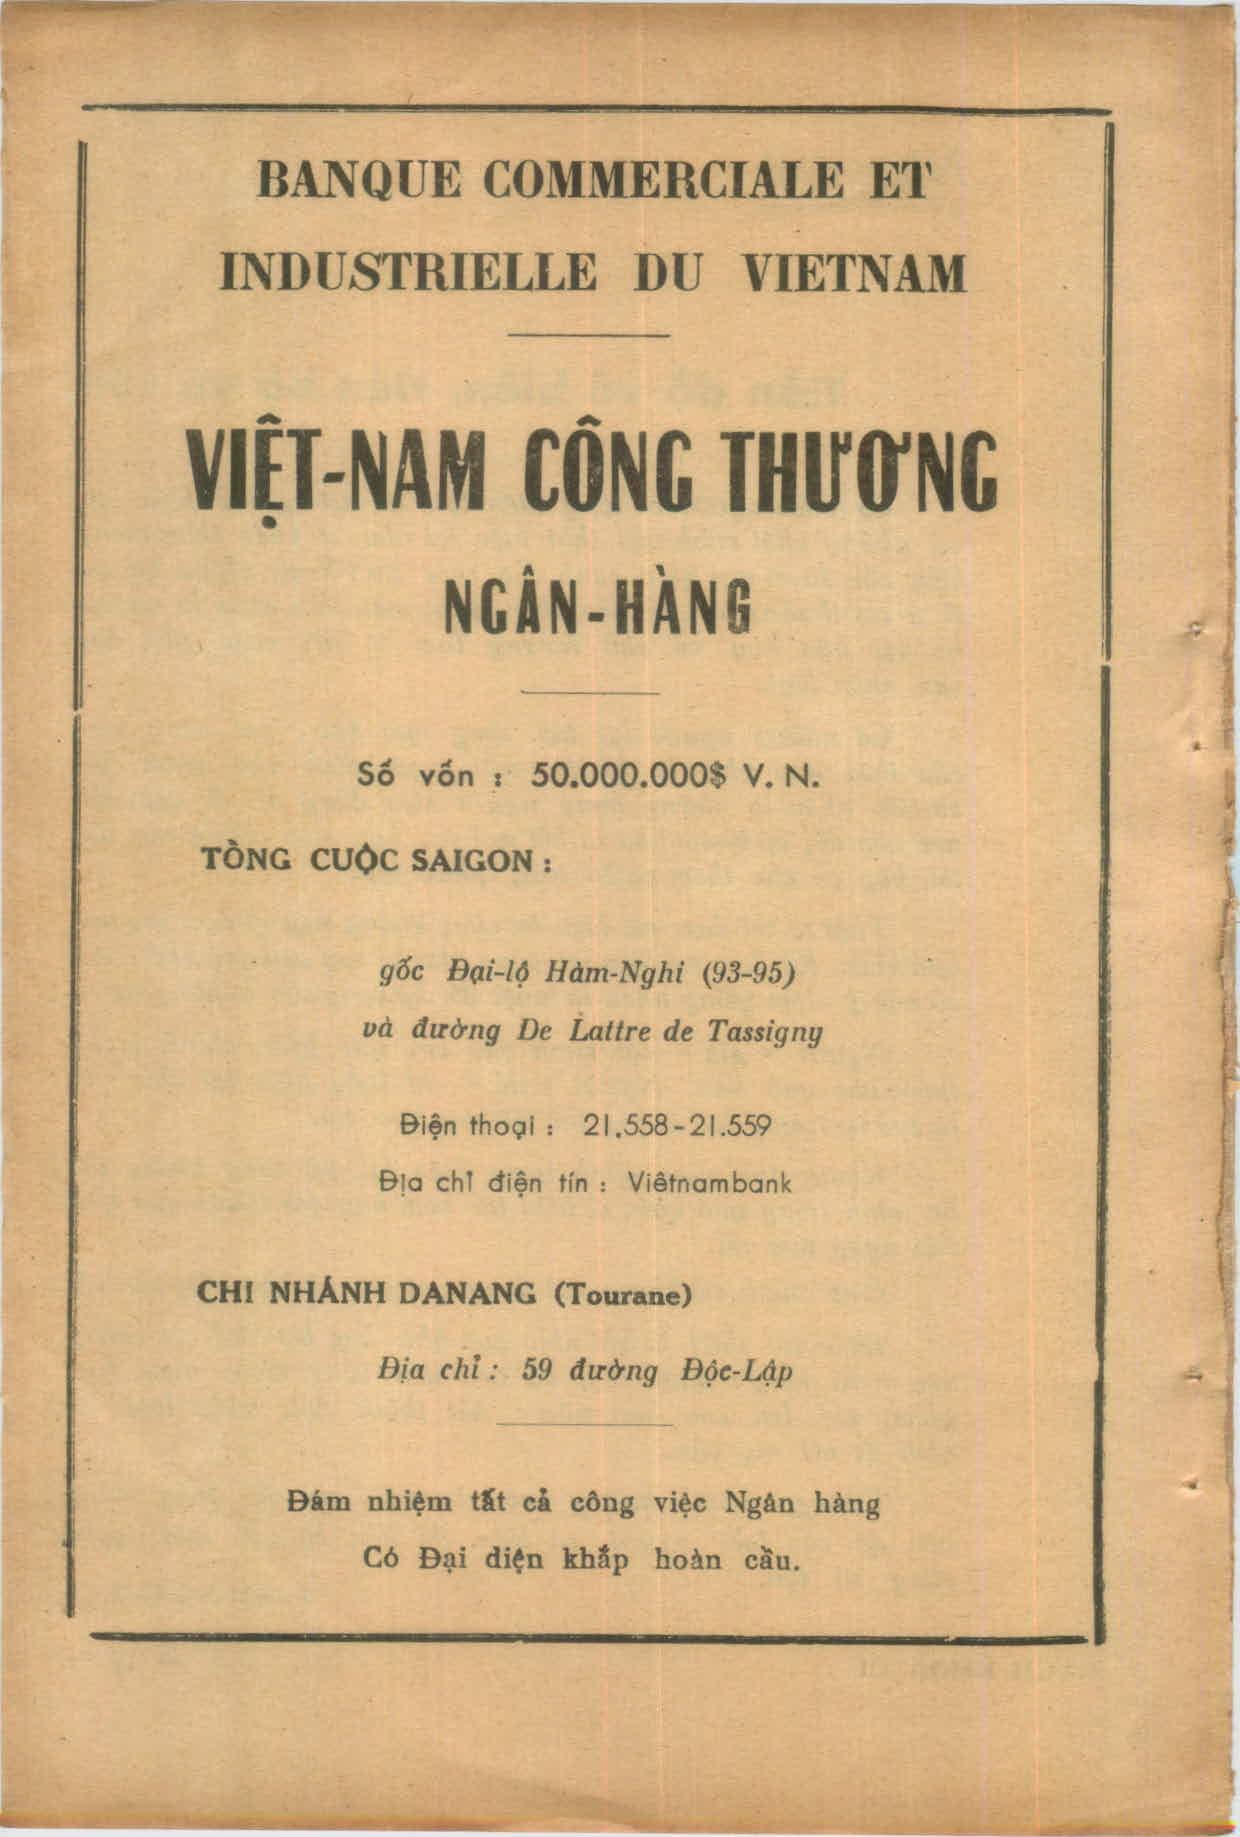 BANQUE COMMERCIALE ET
INDUSTRIELLE DU VIETNAM
VIỆT-NAM CÔNG THƯƠNG
NGÂN-HÀNG
Số vốn : 50.000.000$ V. N.
TỔNG CUỘC SAIGON :
gốc Đại-lộ Hàm-Nghi (93-95)
và đường De Lattre de Tassigny
Điện thoại : 21.558-21.559
Địa chỉ điện tín : Viêtnambank
CHI NHÁNH DANANG (Tourane)
Địa chỉ : 59 đường Độc-Lập
Đảm nhiệm tất cả công việc Ngân hàng
Có Đại diện khắp hoàn cầu.